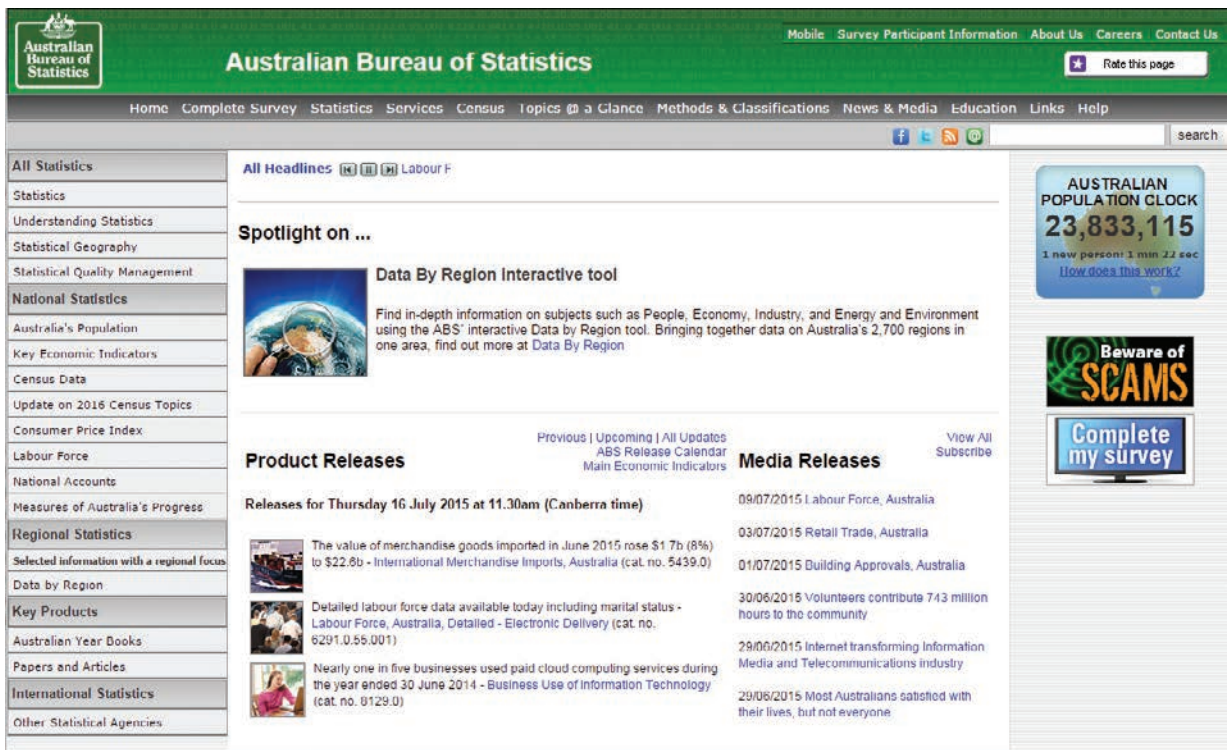 Australian
Bureau of
Statistics
Australian Bureau of Statistics
Mobile Survey Participant Information About Us Careers Contact Us
Rate this page
Home Complete Survey Statistics Services Census Topics @ a Glance Methods & Classifications News & Media Education Links Help
search
All Statistics
Statistics
Understanding Statistics
Statistical Geography
Statistical Quality Management
National Statistics
Australia's Population
Key Economic Indicators
Census Data
Update on 2016 Census Topics
Consumer Price Index
Labour Force
National Accounts
Measures of Australia's Progress
Regional Statistics
Selected information with a regional focus
Data by Region
Key Products
Australian Year Books
Papers and Articles
International Statistics
Other Statistical Agencies
All Headlines Labour F
Spotlight on ...
Data By Region interactive tool
Find in-depth information on subjects such as People, Economy, Industry, and Energy and Environment
using the ABS' interactive Data by Region tool. Bringing together data on Australia's 2,700 regions in
one area, find out more at Data By Region
Product Releases
Previous | Upcoming | All Updates
ABS Release Calendar
Main Economic Indicators
Releases for Thursday 16 July 2015 at 11.30am (Canberra time)
The value of merchandise goods imported in June 2015 rose $1.7b (8%)
to $22.6b - International Merchandise Imports, Australia (cat. no. 5439.0)
Detailed labour force data available today including marital status -
Labour Force, Australia, Detailed - Electronic Delivery (cat. no.
6291.0.55.001)
Nearly one in five businesses used paid cloud computing services during
the year ended 30 June 2014 - Business Use of Information Technology
(cat. no. 8129.0)
Media Releases
View All
Subscribe
09/07/2015 Labour Force, Australia
03/07/2015 Retail Trade, Australia
01/07/2015 Building Approvals, Australia
30/06/2015 Volunteers contribute 743 million
hours to the community
29/06/2015 Internet transforming Information
Media and Telecommunications industry
29/06/2015 Most Australians satisfied with
their lives, but not everyone
AUSTRALIAN
POPULATION CLOCK
23,833,115
1 new person: 1 min 22 sec
How does this work?
Beware of
SCAMS
Complete
my survey